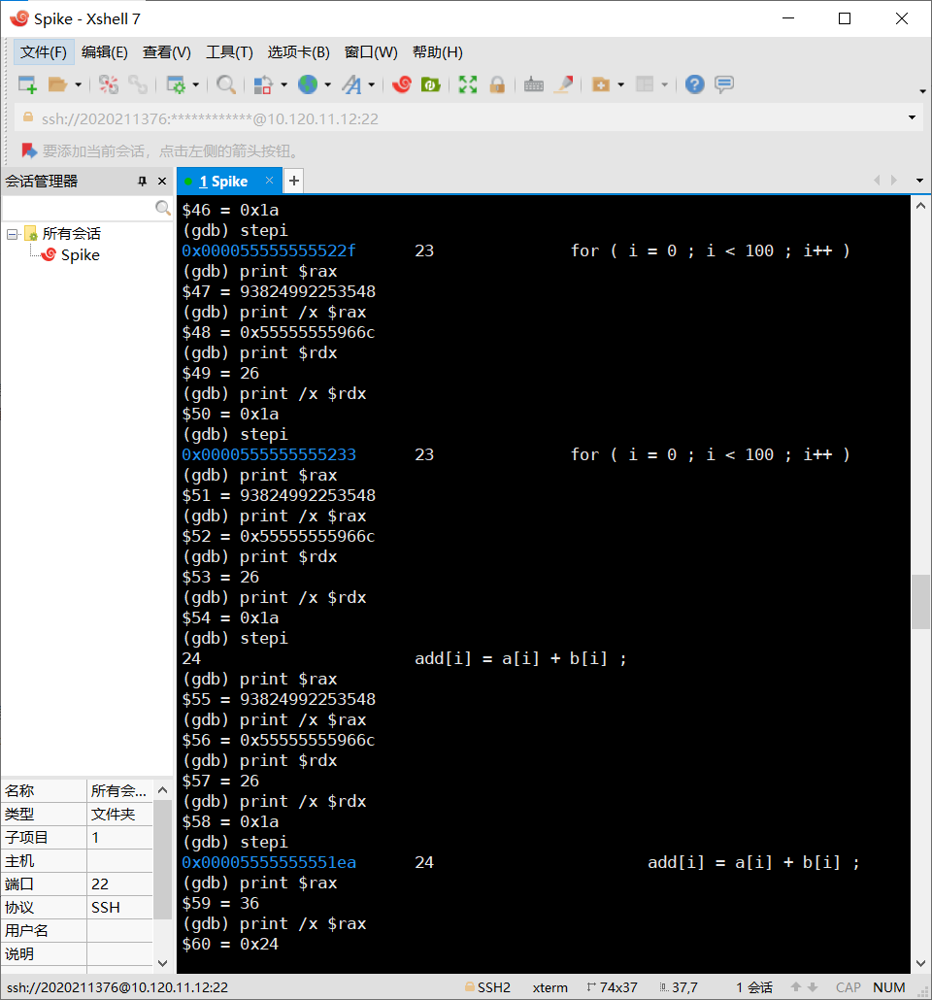 Spike - Xshell 7
文件(F) 编辑(E) 查看(V) 工具(T) 选项卡(B) 窗口(W) 帮助(H)
ssh://2020211376:************@10.120.11.12:22
要添加当前会话，点击左侧的箭头按钮。
会话管理器
所有会话
Spike
名称 所有会...
类型 文件夹
子项目 1
主机
端口 22
协议 SSH
用户名
说明
1 Spike
$46 = 0x1a
(gdb) stepi
0x000055555555522f 23 for ( i = 0 ; i < 100 ; i++ )
(gdb) print $rax
$47 = 93824992253548
(gdb) print /x $rax
$48 = 0x55555555966c
(gdb) print $rdx
$49 = 26
(gdb) print /x $rdx
$50 = 0x1a
(gdb) stepi
0x0000555555555233 23 for ( i = 0 ; i < 100 ; i++ )
(gdb) print $rax
$51 = 93824992253548
(gdb) print /x $rax
$52 = 0x55555555966c
(gdb) print $rdx
$53 = 26
(gdb) print /x $rdx
$54 = 0x1a
(gdb) stepi
24 add[i] = a[i] + b[i] ;
(gdb) print $rax
$55 = 93824992253548
(gdb) print /x $rax
$56 = 0x55555555966c
(gdb) print $rdx
$57 = 26
(gdb) print /x $rdx
$58 = 0x1a
(gdb) stepi
0x00005555555551ea 24 add[i] = a[i] + b[i] ;
(gdb) print $rax
$59 = 36
(gdb) print /x $rax
$60 = 0x24
ssh://2020211376@10.120.11.12:22 SSH2 xterm 74x37 37,7 1 会话 CAP NUM